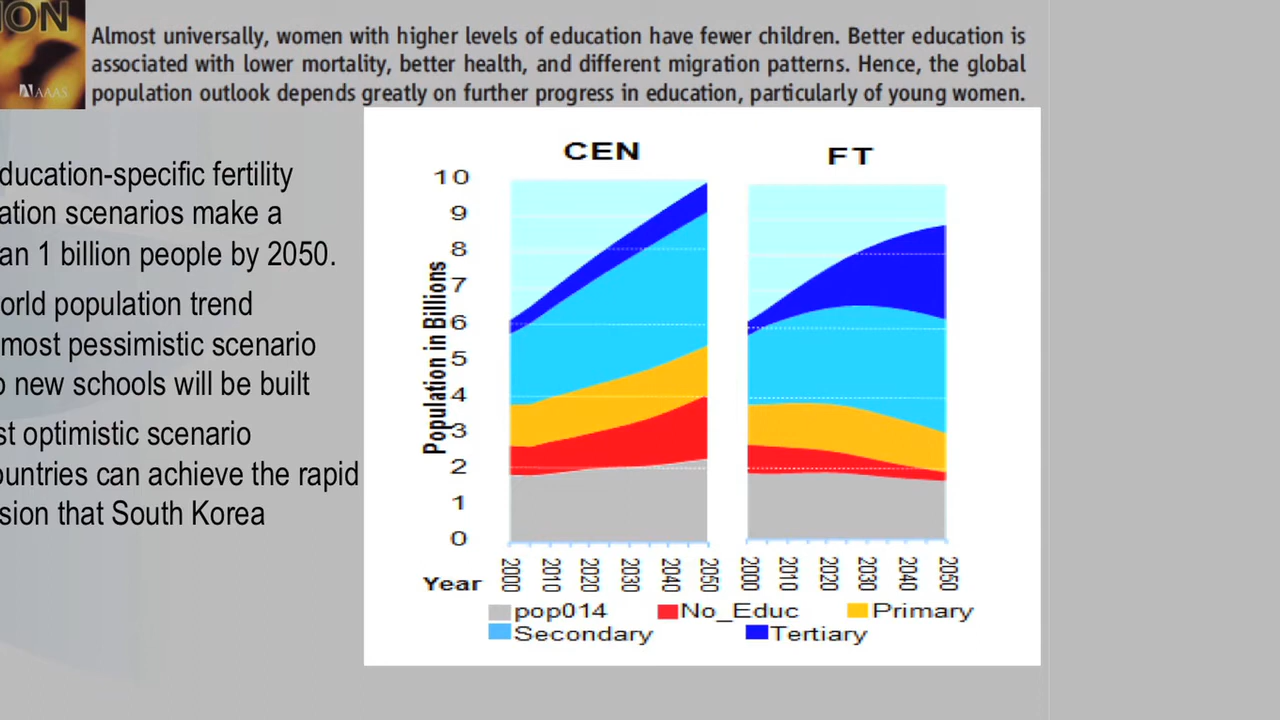 ON
AAAS
Almost universally, women with higher levels of education have fewer children. Better education is
associated with lower mortality, better health, and different migration patterns. Hence, the global
population outlook depends greatly on further progress in education, particularly of young women.
ducation-specific fertility
ation scenarios make a
an 1 billion people by 2050.
orld population trend
most pessimistic scenario
o new schools will be built
st optimistic scenario
ountries can achieve the rapid
sion that South Korea
CEN
FT
Population in Billions
10
9
8
7
6
5
4
3
2
1
0
Year
2000 2010 2020 2030 2040 2050
2000 2010 2020 2030 2040 2050
pop014 No_Educ Primary
Secondary Tertiary